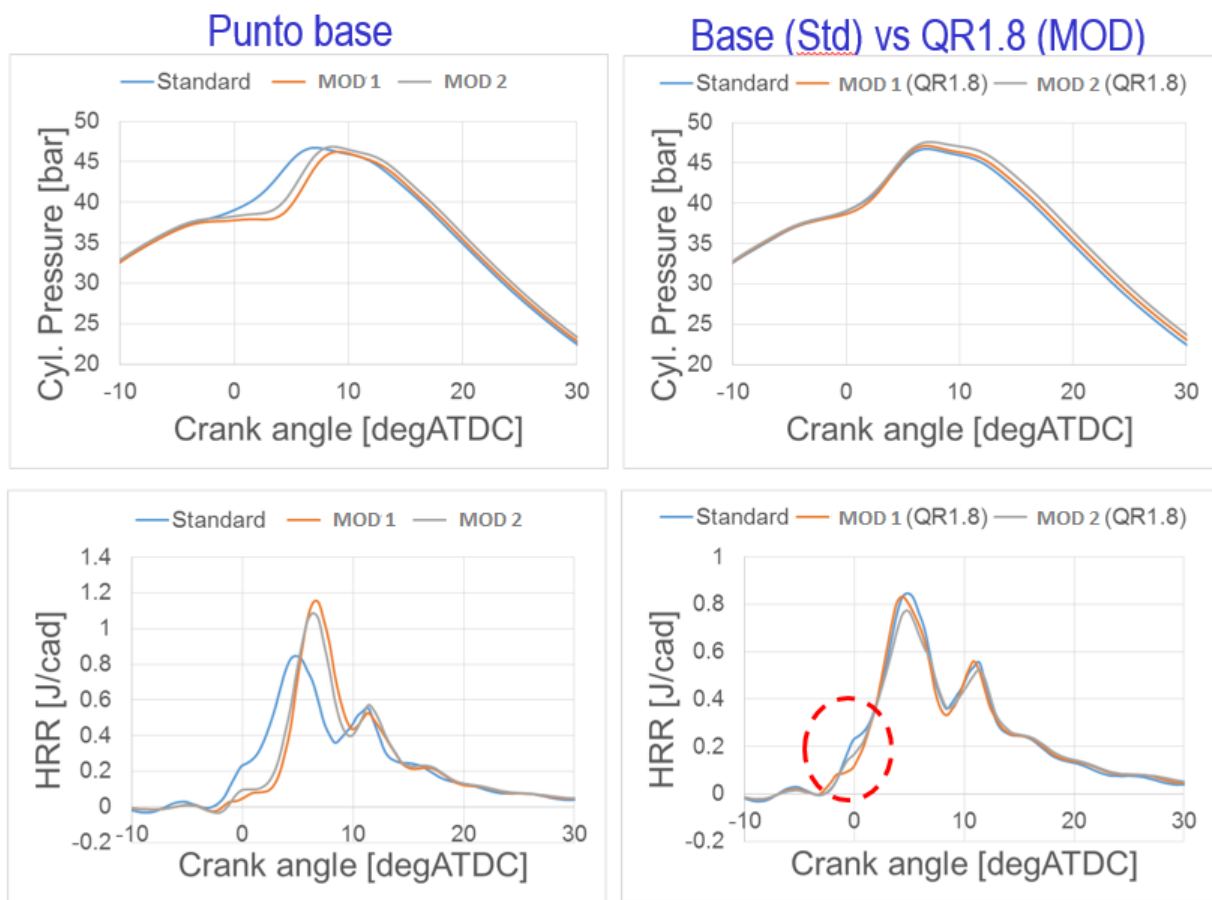 Punto base
Standard MOD 1 MOD 2
50
45
40
35
30
25
20
Cyl. Pressure [bar]
-10 0 10 20 30
Crank angle [degATDC]
Base (Std) vs QR1.8 (MOD)
Standard MOD 1 (QR1.8) MOD 2 (QR1.8)
50
45
40
35
30
25
20
Cyl. Pressure [bar]
-10 0 10 20 30
Crank angle [degATDC]
Standard MOD 1 MOD 2
1.4
1.2
1
0.8
0.6
0.4
0.2
0
-0.2
HRR [J/cad]
-10 0 10 20 30
Crank angle [degATDC]
Standard MOD 1 (QR1.8) MOD 2 (QR1.8)
1
0.8
0.6
0.4
0.2
0
-0.2
HRR [J/cad]
-10 0 10 20 30
Crank angle [degATDC]